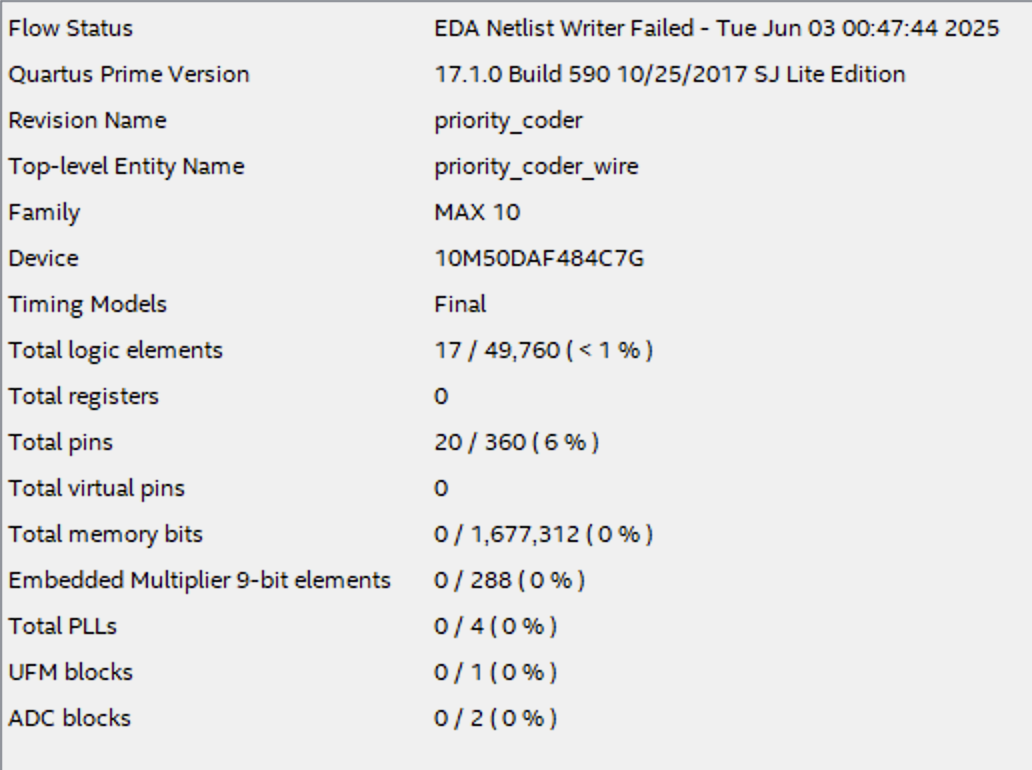 Flow Status EDA Netlist Writer Failed - Tue Jun 03 00:47:44 2025
Quartus Prime Version 17.1.0 Build 590 10/25/2017 SJ Lite Edition
Revision Name priority_coder
Top-level Entity Name priority_coder_wire
Family MAX 10
Device 10M50DAF484C7G
Timing Models Final
Total logic elements 17 / 49,760 ( < 1 % )
Total registers 0
Total pins 20 / 360 ( 6 % )
Total virtual pins 0
Total memory bits 0 / 1,677,312 ( 0 % )
Embedded Multiplier 9-bit elements 0 / 288 ( 0 % )
Total PLLs 0 / 4 ( 0 % )
UFM blocks 0 / 1 ( 0 % )
ADC blocks 0 / 2 ( 0 % )